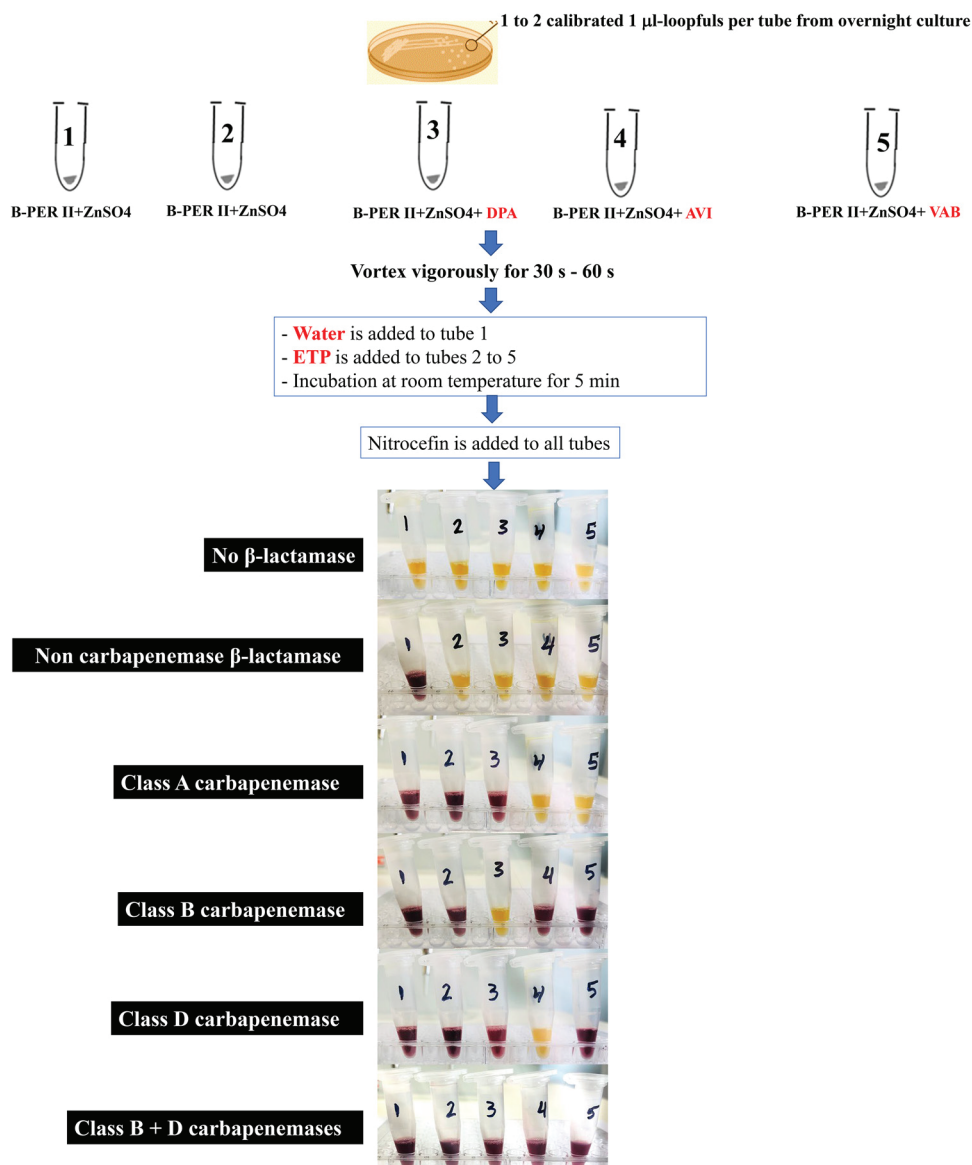 1 to 2 calibrated 1 µl-loopfuls per tube from overnight culture
1 2 3 4 5
B-PER II+ZnSO4
B-PER II+ZnSO4
B-PER II+ZnSO4+ DPA
B-PER II+ZnSO4+ AVI
B-PER II+ZnSO4+ VAB
Vortex vigorously for 30 s - 60 s
- Water is added to tube 1
- ETP is added to tubes 2 to 5
- Incubation at room temperature for 5 min
Nitrocefin is added to all tubes
No β-lactamase
1 2 3 4 5
Non carbapenemase β-lactamase
1 2 3 4 5
Class A carbapenemase
1 2 3 4 5
Class B carbapenemase
1 2 3 4 5
Class D carbapenemase
1 2 3 4 5
Class B + D carbapenemases
1 2 3 4 5